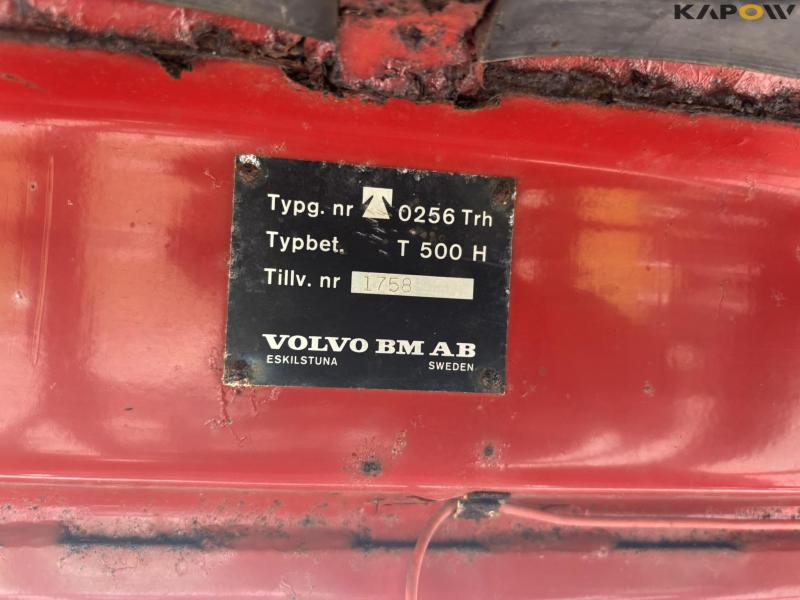 KAPOW
Typg. nr 0256 Trh
Typbet. T 500 H
Tillv. nr 1758
VOLVO BM AB
ESKILSTUNA SWEDEN